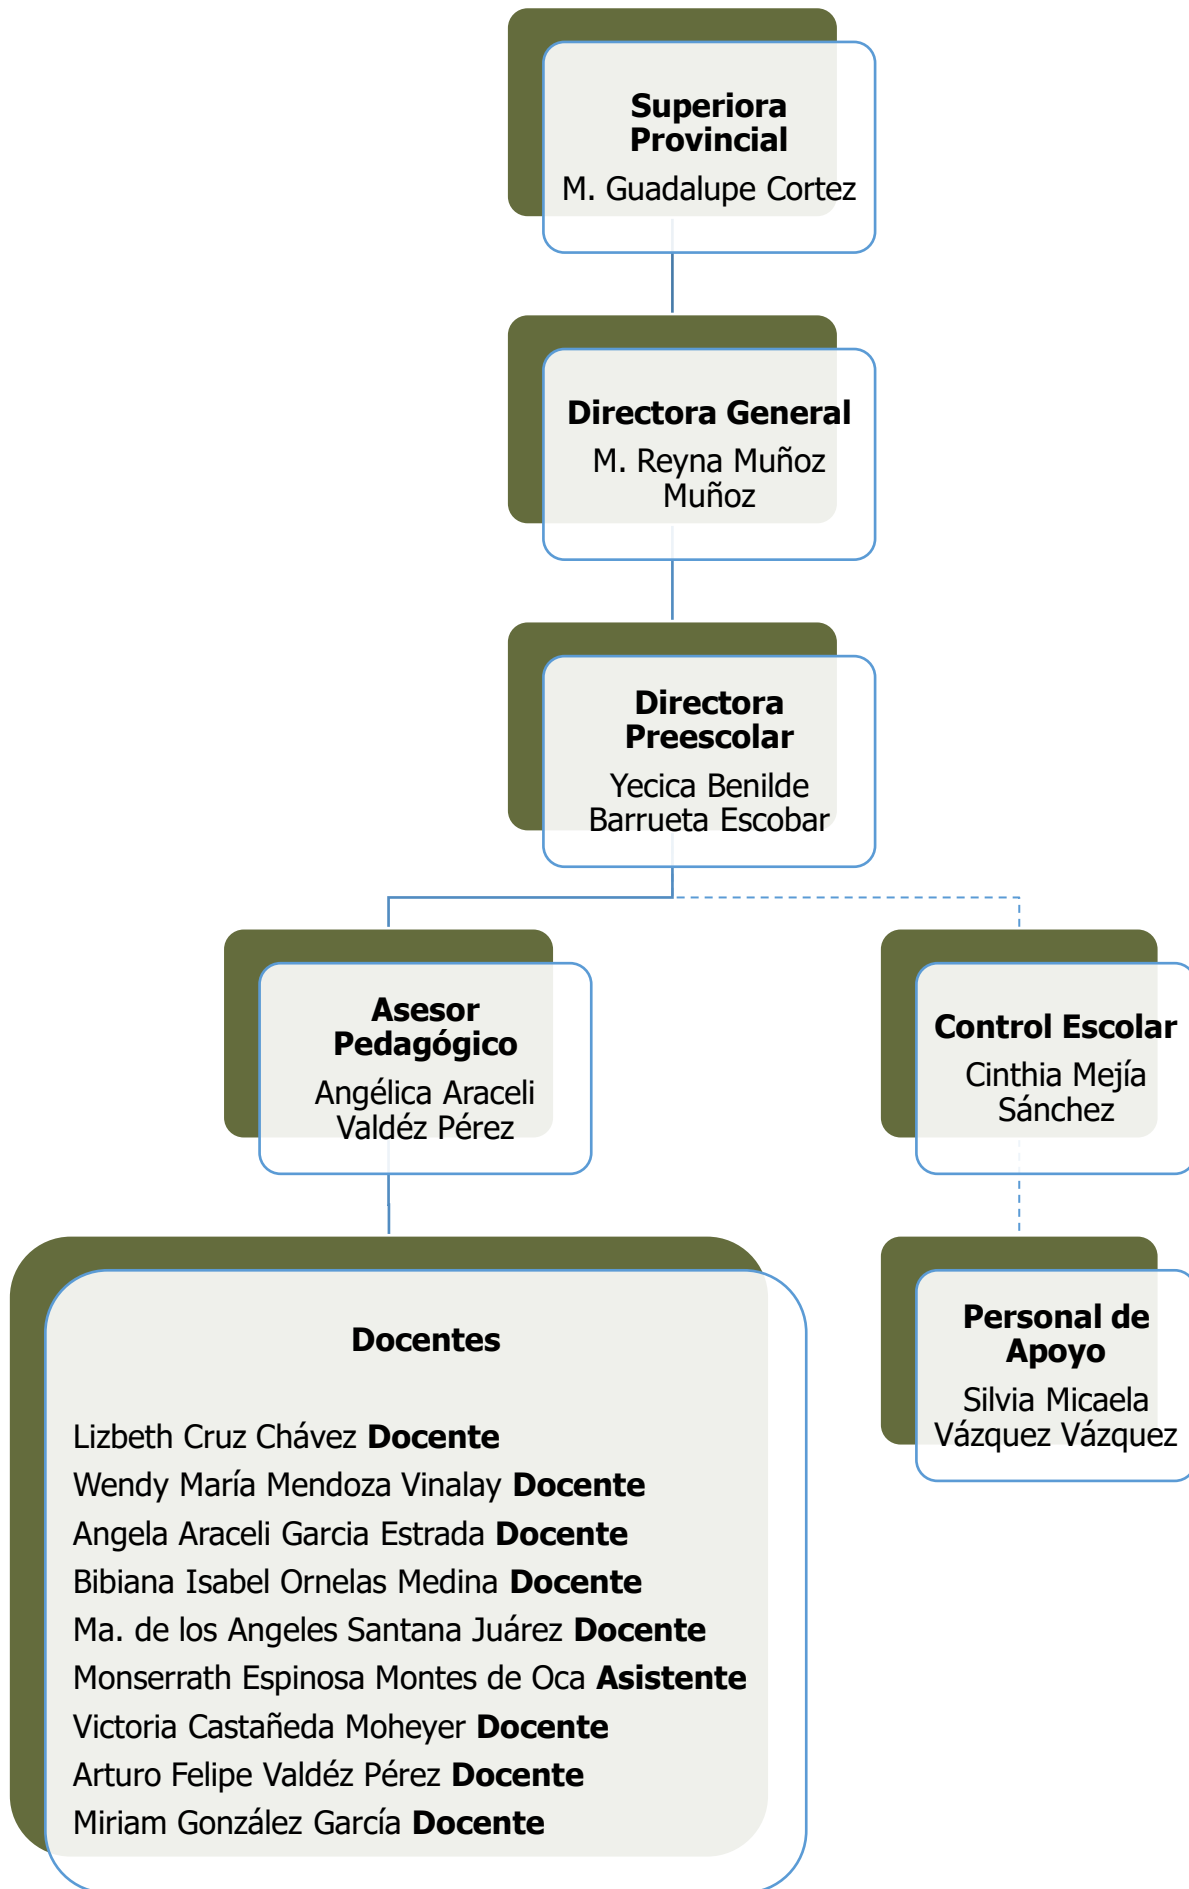 Superiora
Provincial
M. Guadalupe Cortez
Directora General
M. Reyna Muñoz
Muñoz
Directora
Preescolar
Yecica Benilde
Barrueta Escobar
Asesor
Pedagógico
Angélica Araceli
Valdéz Pérez
Control Escolar
Cinthia Mejía
Sánchez
Docentes
Lizbeth Cruz Chávez Docente
Wendy María Mendoza Vinalay Docente
Angela Araceli Garcia Estrada Docente
Bibiana Isabel Ornelas Medina Docente
Ma. de los Angeles Santana Juárez Docente
Monserrath Espinosa Montes de Oca Asistente
Victoria Castañeda Moheyer Docente
Arturo Felipe Valdéz Pérez Docente
Miriam González García Docente
Personal de
Apoyo
Silvia Micaela
Vázquez Vázquez